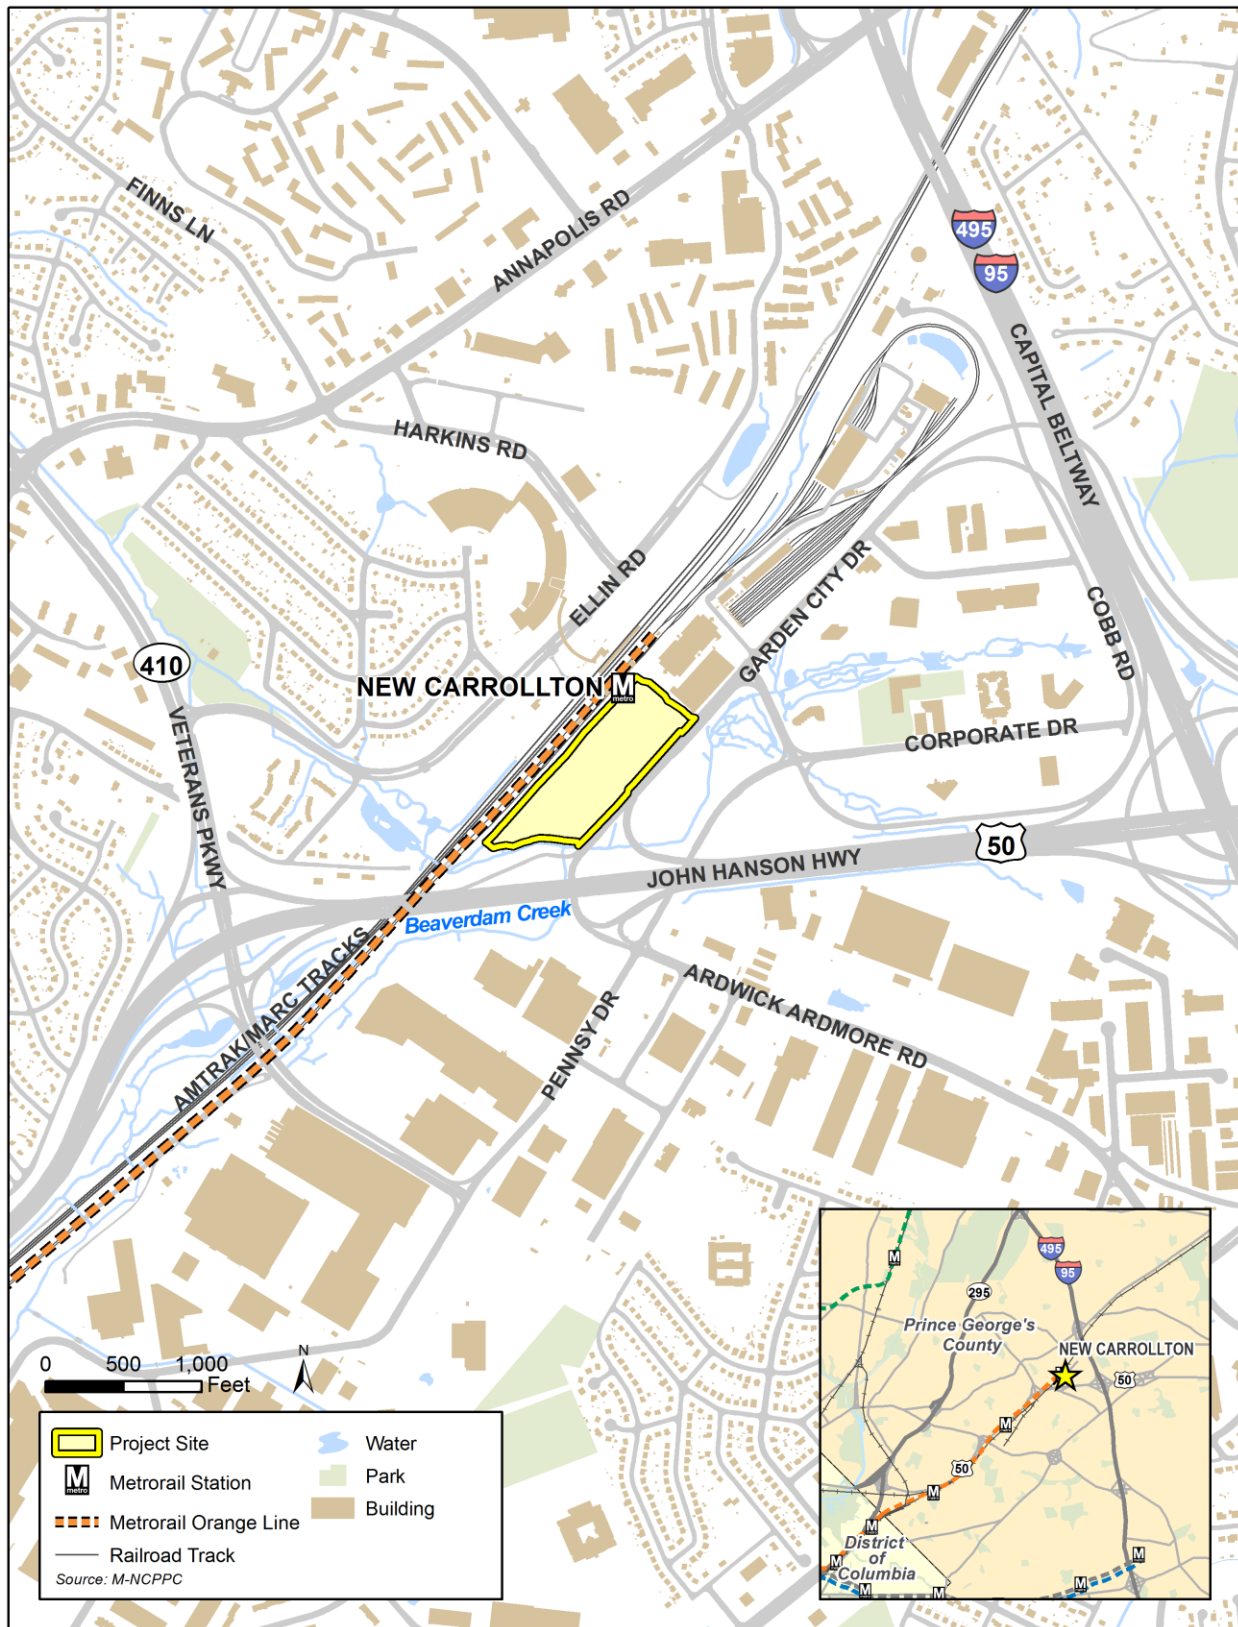 FINNS LN
ANNAPOLIS RD
495
95
CAPITAL BELTWAY
HARKINS RD
ELLIN RD
GARDEN CITY DR
COBB RD
410
NEW CARROLLTON
M
metro
VETERANS PKWY
CORPORATE DR
50
JOHN HANSON HWY
Beaverdam Creek
AMTRAK/MARC TRACKS
ARDWICK ARDMORE RD
PENNSY DR
0 500 1,000
Feet
N
Project Site
M
metro
Metrorail Station
Metrorail Orange Line
Railroad Track
Source: M-NCPPC
Water
Park
Building
495
95
M
295
Prince George's
County
NEW CARROLLTON
50
M
50
M
M
District
of
Columbia
M
M
M
M
M